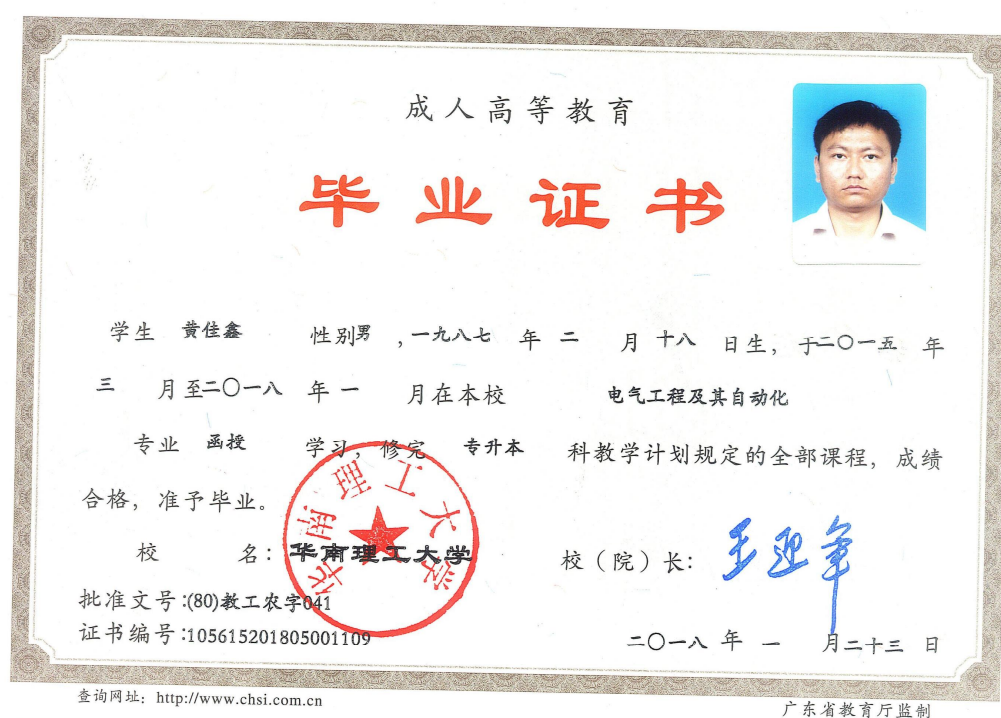 成人高等教育
毕业证书
学生 黄佳鑫 性别男,一九八七 年 二 月 十八 日生，于二〇一五 年
三 月至二〇一八 年 一 月在本校 电气工程及其自动化
专业 函授 学习，修完 专升本 科教学计划规定的全部课程，成绩
合格，准予毕业。
华南理工大学
校 名：华南理工大学
校（院）长：王迎军
批准文号:(80)教工农字041
证书编号:105615201805001109
二〇一八 年 一 月二十三 日
查询网址：http://www.chsi.com.cn
广东省教育厅监制